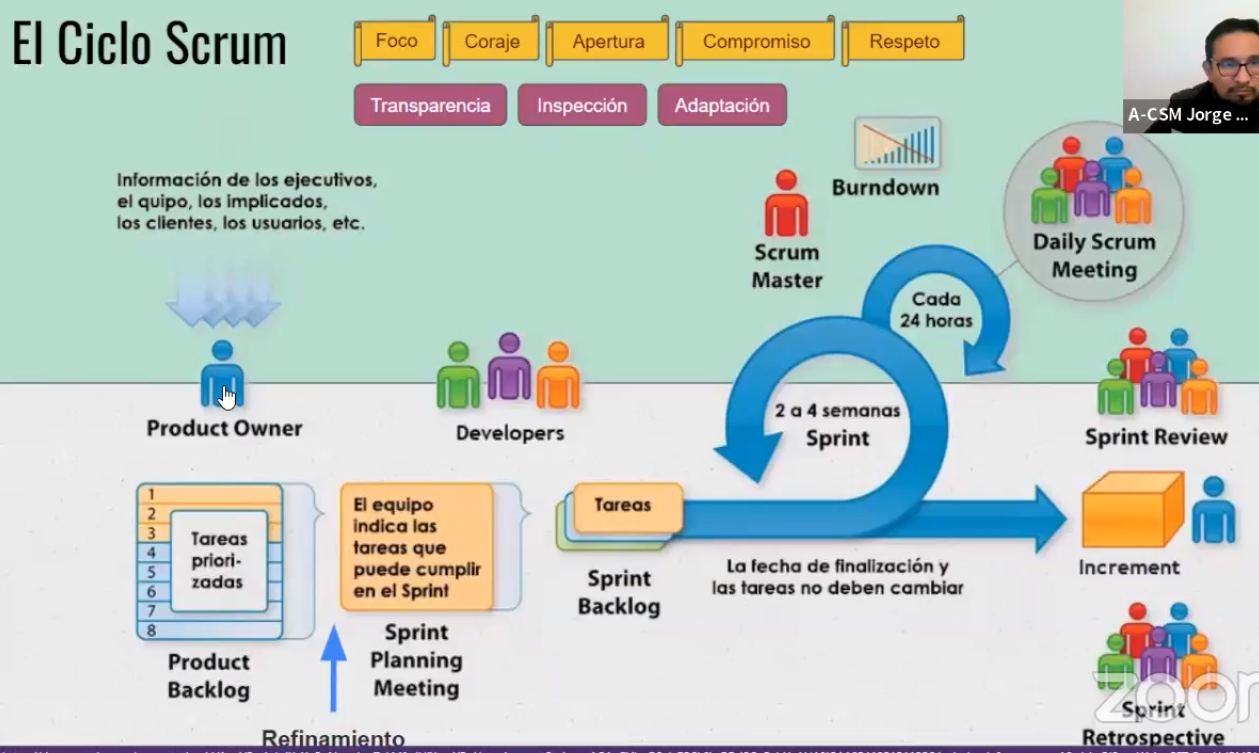 El Ciclo Scrum
Foco
Coraje
Apertura
Compromiso
Respeto
Transparencia
Inspección
Adaptación
A-CSM Jorge ...
Información de los ejecutivos,
el quipo, los implicados,
los clientes, los usuarios, etc.
Burndown
Scrum
Master
Daily Scrum
Meeting
Cada
24 horas
Product Owner
Developers
2 a 4 semanas
Sprint
Sprint Review
1
2
3
4
5
6
7
8
Tareas
priori-
zadas
El equipo
indica las
tareas que
puede cumplir
en el Sprint
Tareas
Sprint
Backlog
La fecha de finalización y
las tareas no deben cambiar
Increment
Product
Backlog
Sprint
Planning
Meeting
Refinamiento
zoom
Sprint
Retrospective